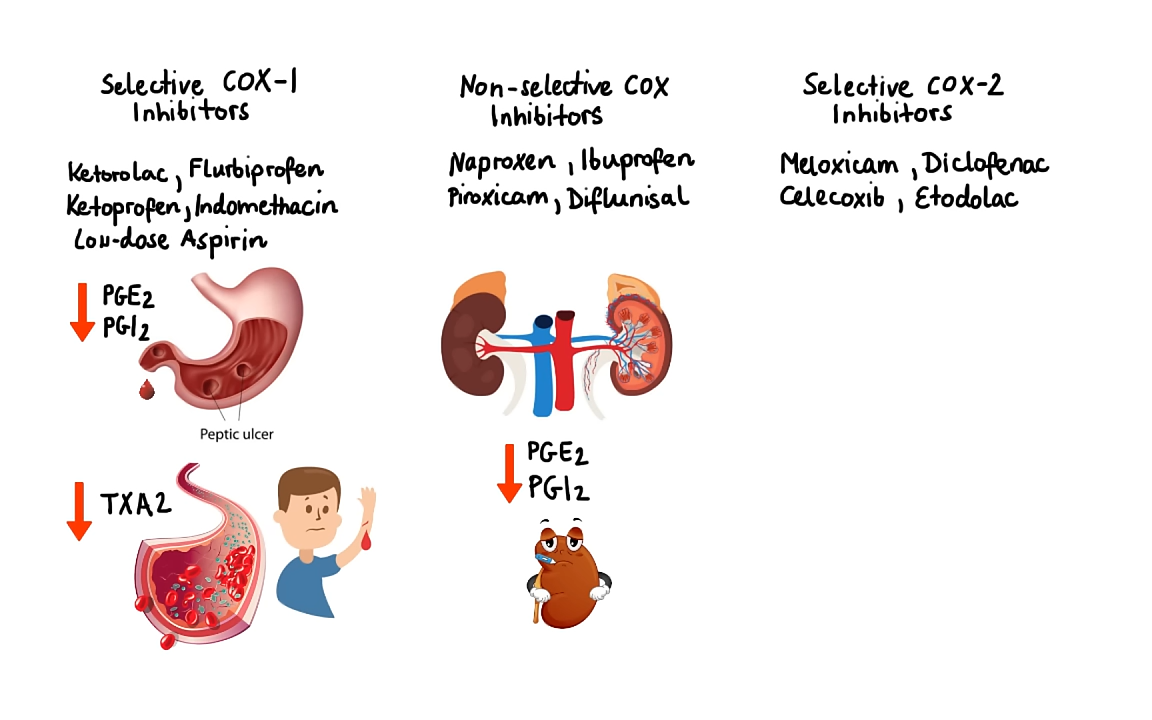 Selective COX-1
Inhibitors
Ketorolac, Flurbiprofen
Ketoprofen, Indomethacin
Low-dose Aspirin
PGE2
PGI2
Peptic ulcer
TXA2
Non-selective COX
Inhibitors
Naproxen, Ibuprofen
Piroxicam, Diflunisal
PGE2
PGI2
Selective COX-2
Inhibitors
Meloxicam, Diclofenac
Celecoxib, Etodolac